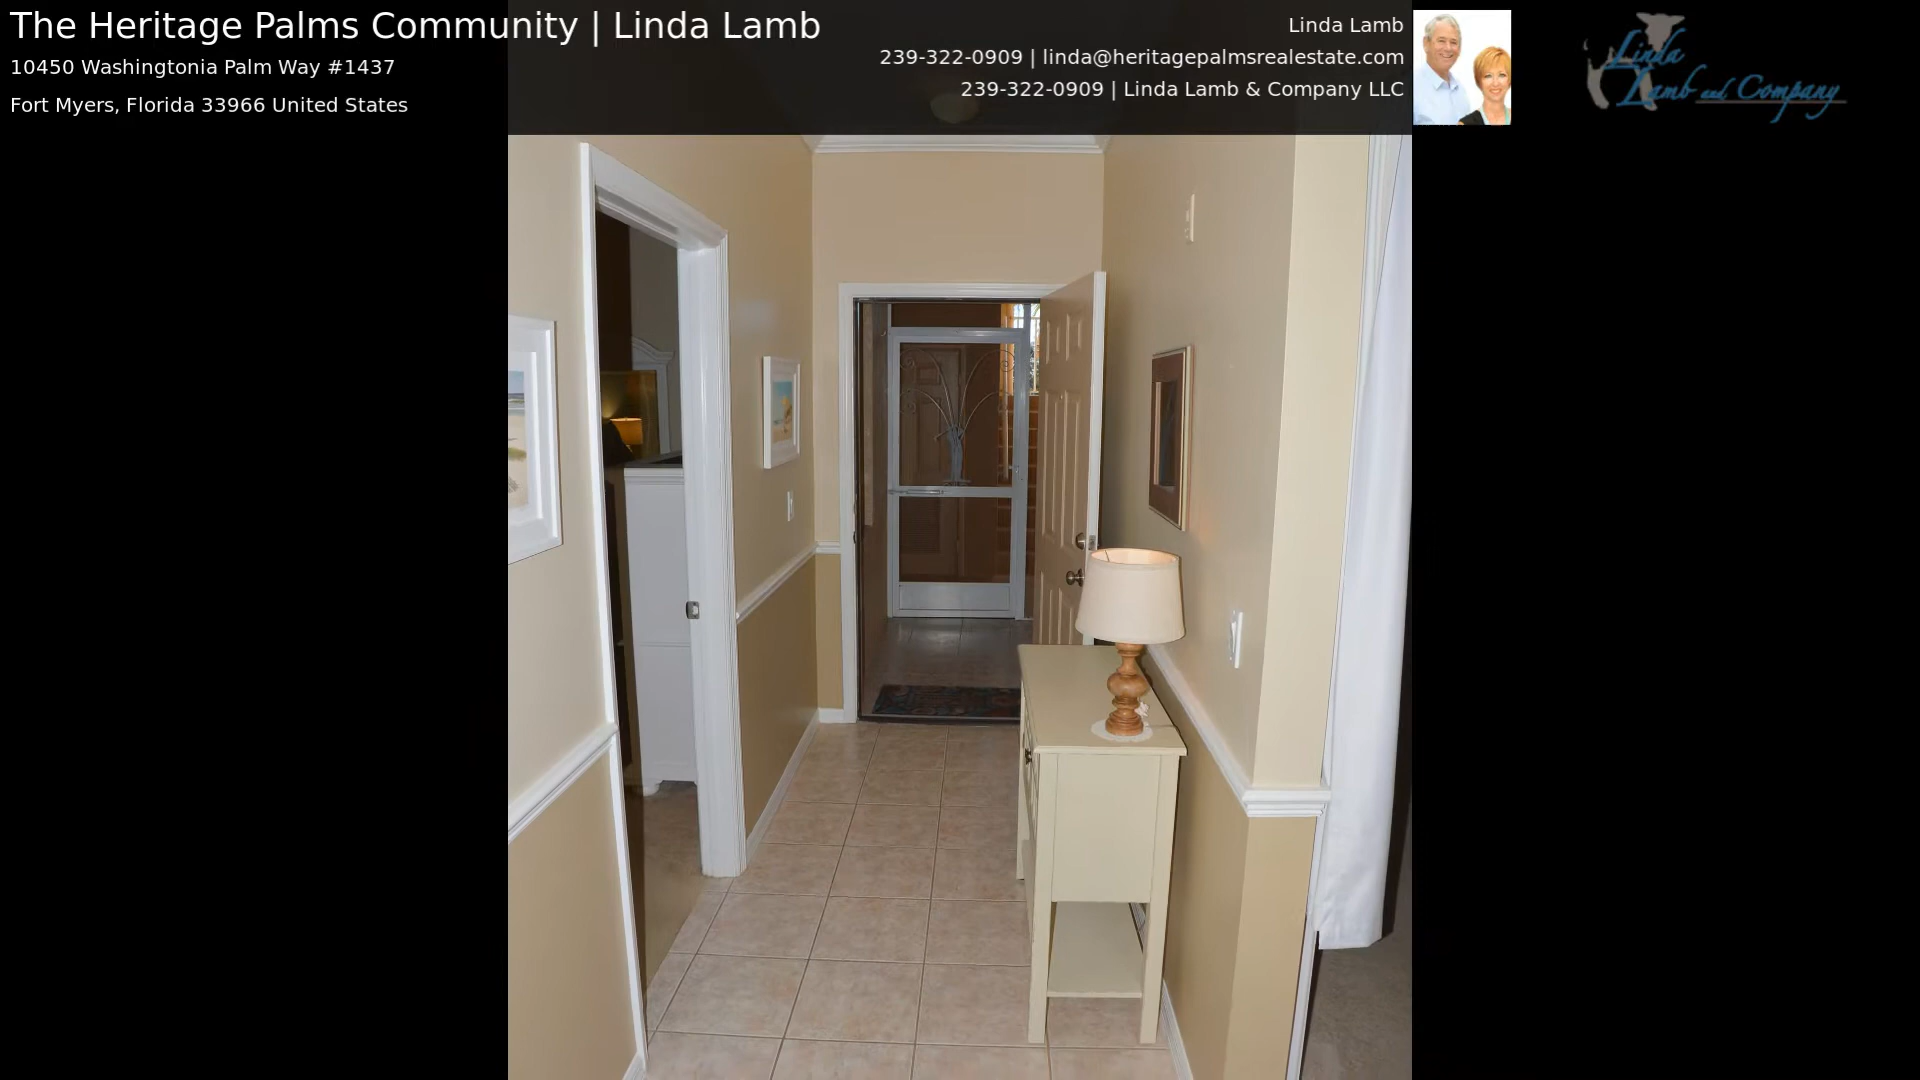 The Heritage Palms Community | Linda Lamb
10450 Washingtonia Palm Way #1437
Fort Myers, Florida 33966 United States
Linda Lamb
239-322-0909 | linda@heritagepalmsrealestate.com
239-322-0909 | Linda Lamb & Company LLC
Linda
Lamb and Company